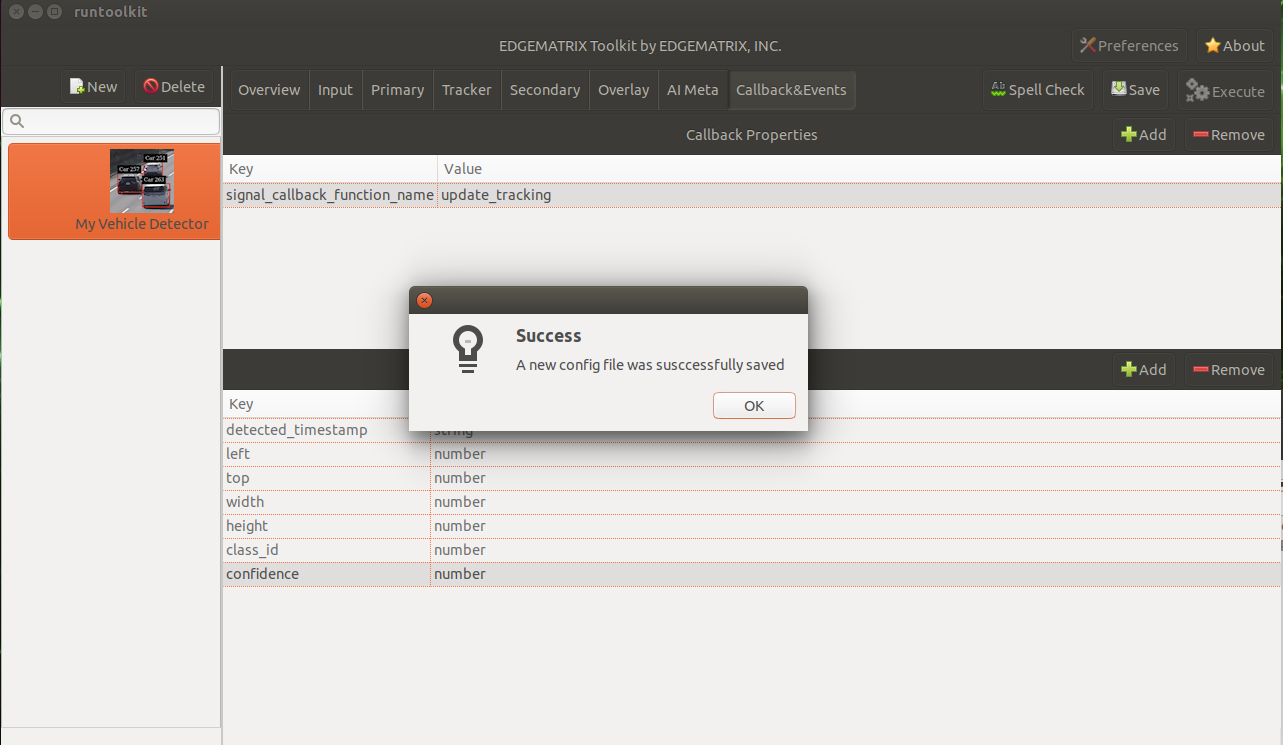 runtoolkit
EDGEMATRIX Toolkit by EDGEMATRIX, INC.
Preferences
About
New
Delete
Overview
Input
Primary
Tracker
Secondary
Overlay
AI Meta
Callback&Events
Ab Spell Check
Save
Execute
Callback Properties
Add
Remove
Key Value
signal_callback_function_name update_tracking
Car 251
Car 257
Car 263
My Vehicle Detector
Success
A new config file was susccessfully saved
OK
Add
Remove
Key
detected_timestamp string
left number
top number
width number
height number
class_id number
confidence number